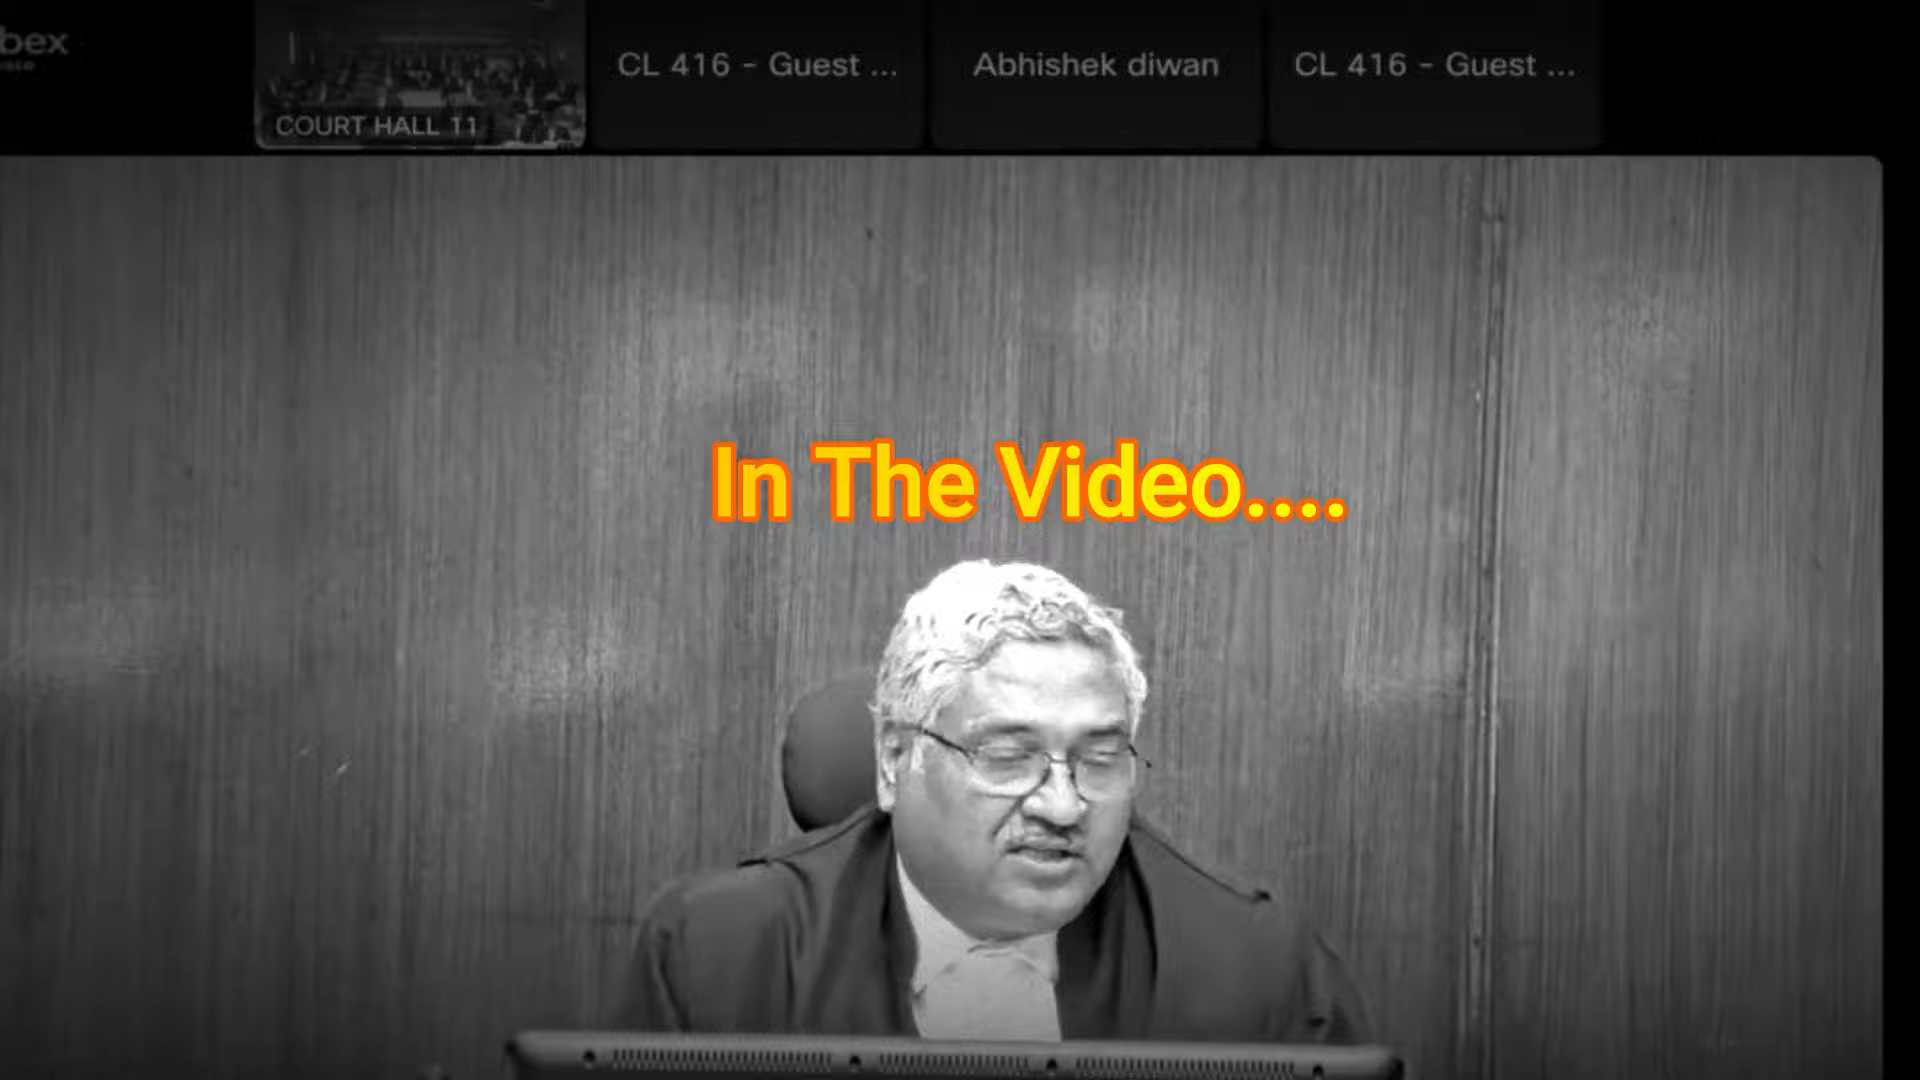 bex
CL 416 - Guest ...
Abhishek diwan
CL 416 - Guest ...
COURT HALL 11
In The Video....